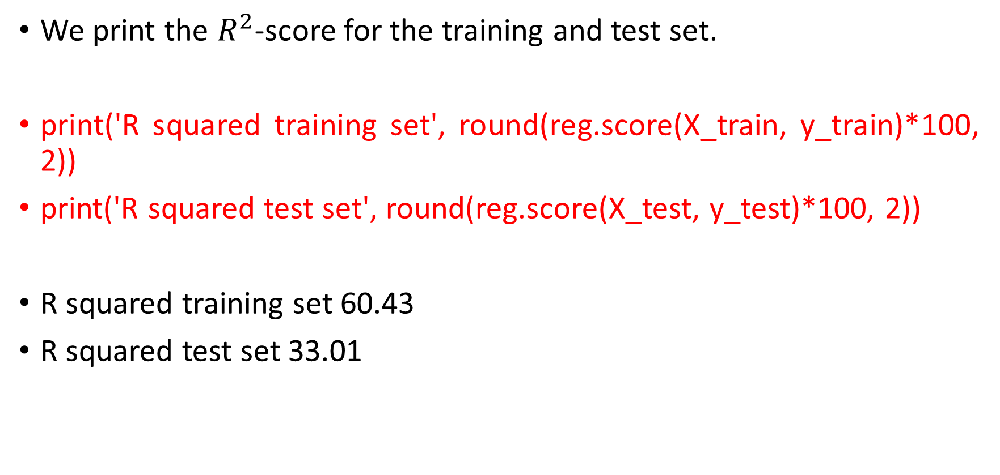 • We print the R²-score for the training and test set.
• print('R squared training set', round(reg.score(X_train, y_train)*100,
2))
• print('R squared test set', round(reg.score(X_test, y_test)*100, 2))
• R squared training set 60.43
• R squared test set 33.01